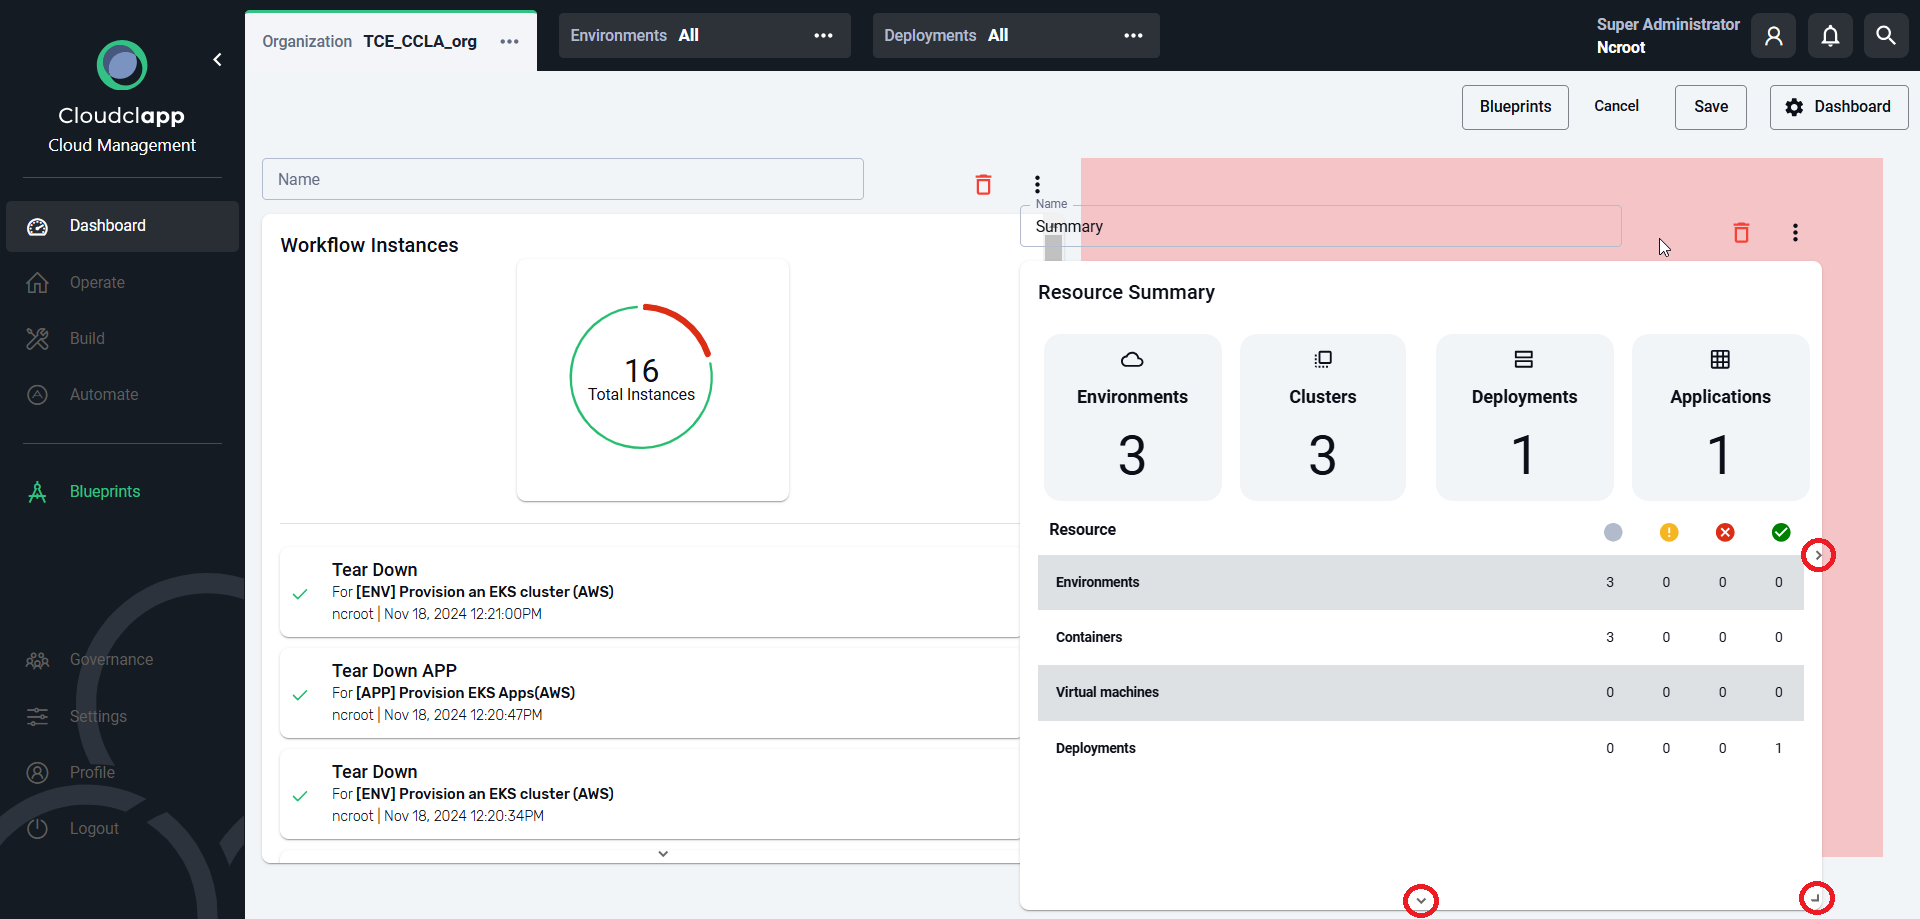 Cloudclapp
Cloud Management
Dashboard
Operate
Build
Automate
Blueprints
Governance
Settings
Profile
Logout
Organization TCE_CCLA_org
Environments All
Deployments All
Super Administrator
Ncroot
Blueprints
Cancel
Save
Dashboard
Name
Workflow Instances
16
Total Instances
Tear Down
For [ENV] Provision an EKS cluster (AWS)
ncroot | Nov 18, 2024 12:21:00PM
Tear Down APP
For [APP] Provision EKS Apps(AWS)
ncroot | Nov 18, 2024 12:20:47PM
Tear Down
For [ENV] Provision an EKS cluster (AWS)
ncroot | Nov 18, 2024 12:20:34PM
Name
Summary
Resource Summary
Environments
3
Clusters
3
Deployments
1
Applications
1
Resource
Environments 3 0 0 0
Containers 3 0 0 0
Virtual machines 0 0 0 0
Deployments 0 0 0 1